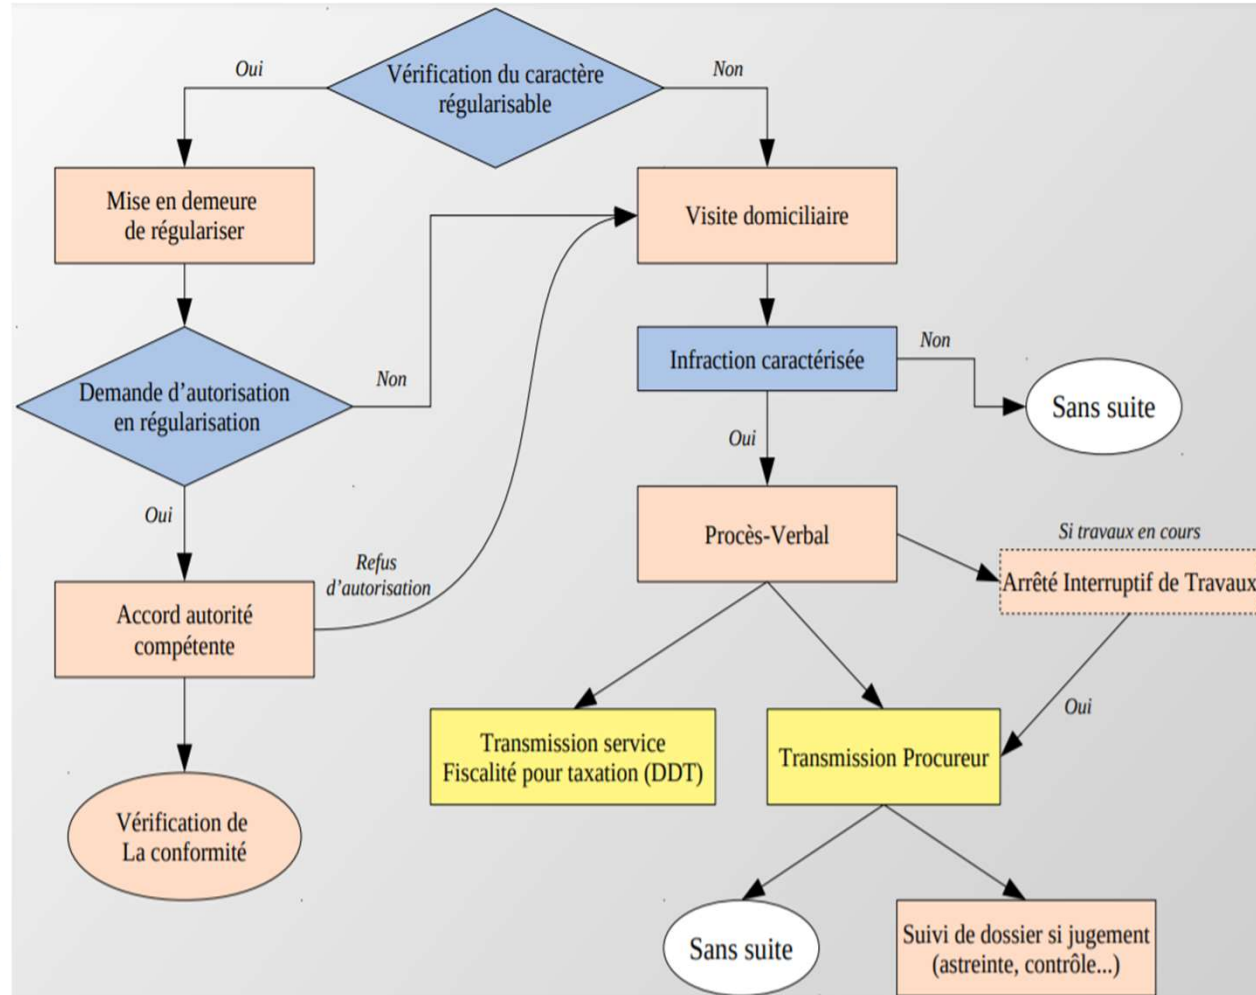 Vérification du caractère
régularisable
Oui
Non
Mise en demeure
de régulariser
Visite domiciliaire
Demande d’autorisation
en régularisation
Non
Infraction caractérisée
Non
Sans suite
Oui
Oui
Procès-Verbal
Si travaux en cours
Arrêté Interruptif de Travaux
Refus
d’autorisation
Accord autorité
compétente
Oui
Transmission service
Fiscalité pour taxation (DDT)
Transmission Procureur
Vérification de
La conformité
Sans suite
Suivi de dossier si jugement
(astreinte, contrôle...)